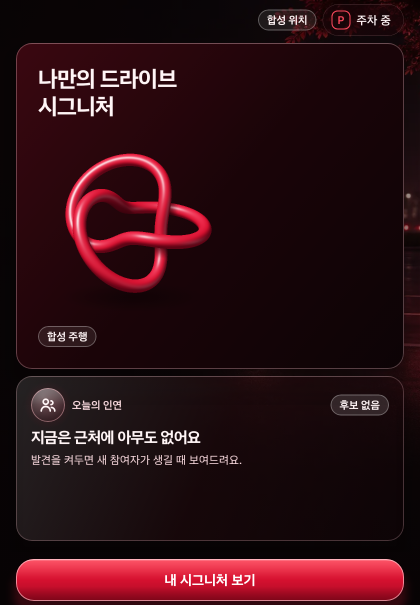 합성 위치
P 주차 중
나만의 드라이브
시그니처
합성 주행
오늘의 인연
후보 없음
지금은 근처에 아무도 없어요
발견을 켜두면 새 참여자가 생길 때 보여드려요.
내 시그니처 보기